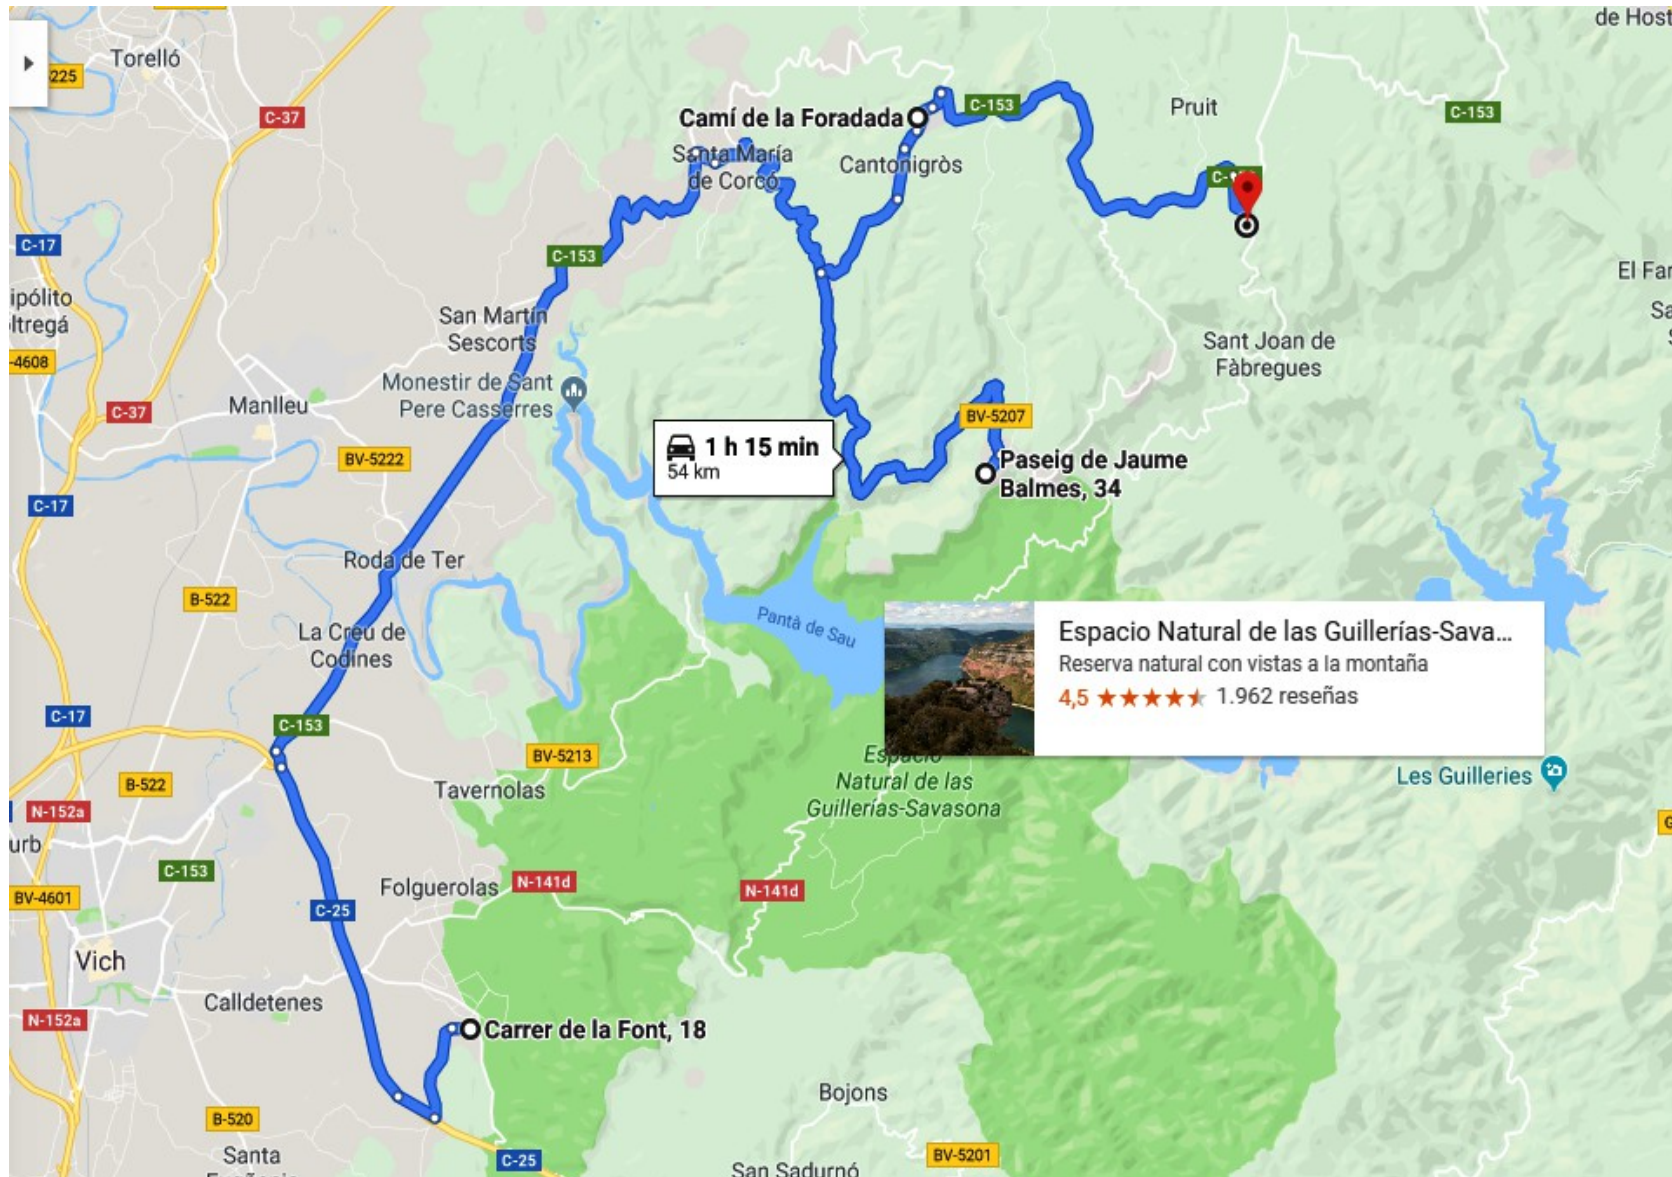 de Host
Torelló
225
C-37
Camí de la Foradada
C-153
Pruit
C-153
Santa María
de Corcó
Cantonigròs
C-17
C-153
El Far
ipólito
ltregá
San Martín
Sescorts
Sant Joan de
Fàbregues
-4608
Monestir de Sant
Pere Casserres
C-37
Manlleu
BV-5207
1 h 15 min
54 km
BV-5222
Paseig de Jaume
Balmes, 34
C-17
Roda de Ter
B-522
Pantà de Sau
La Creu de
Codines
Espacio Natural de las Guillerías-Sava...
Reserva natural con vistas a la montaña
4,5 1.962 reseñas
C-17
C-153
BV-5213
Espacio
Natural de las
Guillerías-Savasona
B-522
Tavernolas
Les Guilleries
N-152a
urb
C-153
Folguerolas
N-141d
N-141d
BV-4601
C-25
Vich
Calldetenes
N-152a
Carrer de la Font, 18
Bojons
B-520
Santa
C-25
BV-5201
San Sadurnó